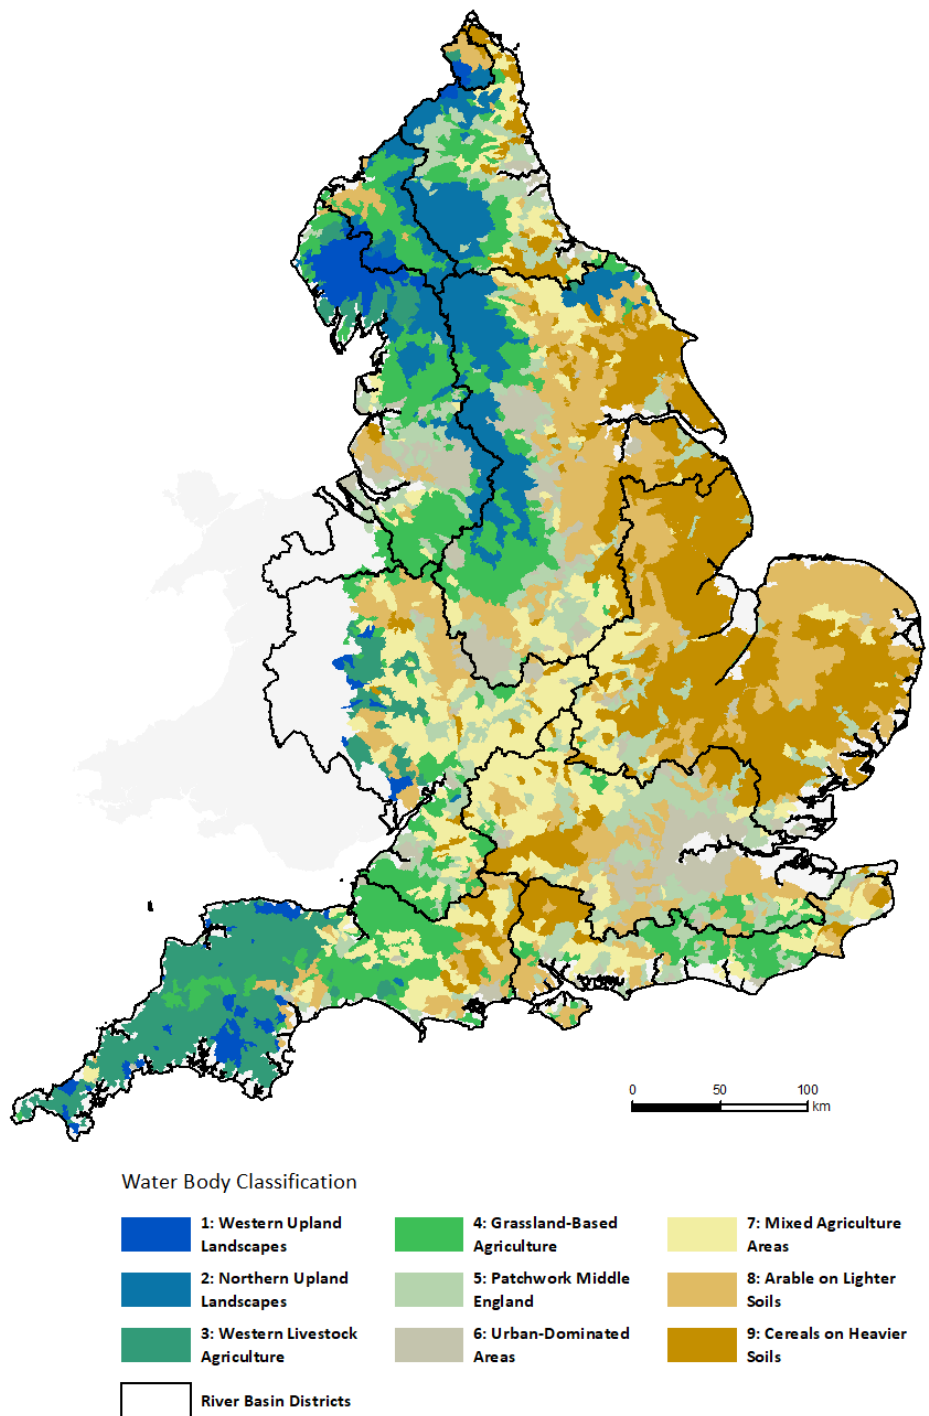 0 50 100
km
Water Body Classification
1: Western Upland
Landscapes
2: Northern Upland
Landscapes
3: Western Livestock
Agriculture
River Basin Districts
4: Grassland-Based
Agriculture
5: Patchwork Middle
England
6: Urban-Dominated
Areas
7: Mixed Agriculture
Areas
8: Arable on Lighter
Soils
9: Cereals on Heavier
Soils